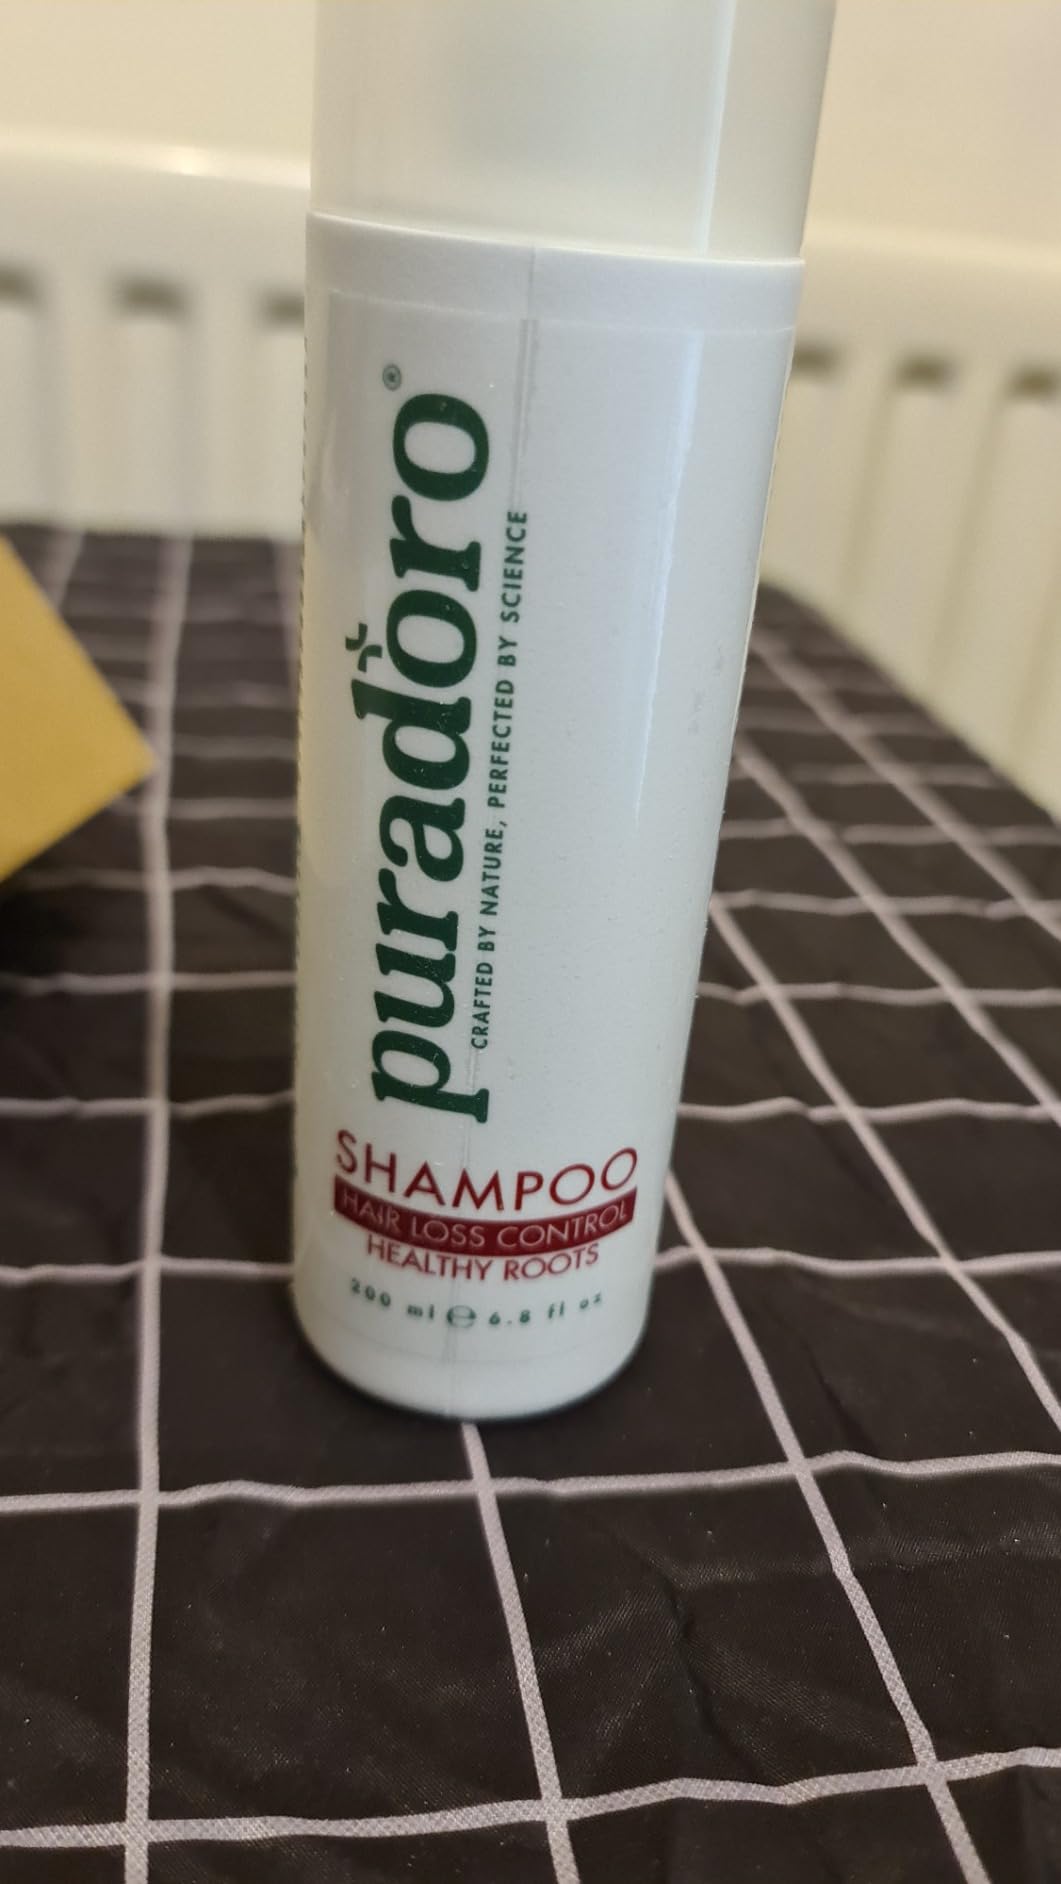 puradoro®
CRAFTED BY NATURE, PERFECTED BY SCIENCE
SHAMPOO
HAIR LOSS CONTROL
HEALTHY ROOTS
200 ml ℮ 6.8 fl oz